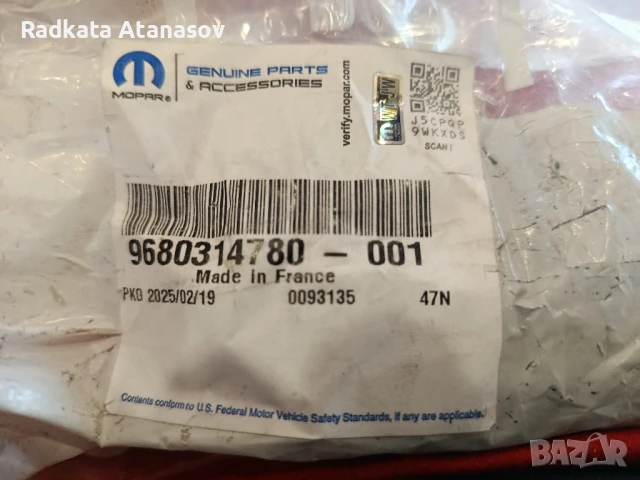 Radkata Atanasov
MOPAR®
GENUINE PARTS
& ACCESSORIES
verify.mopar.com
J5CPQP
9WKXDS
SCAN!
9680314780 - 001
Made in France
PKG 2025/02/19 0093135 47N
Contents conform to U.S. Federal Motor Vehicle Safety Standards, if any are applicable.
BAZAR